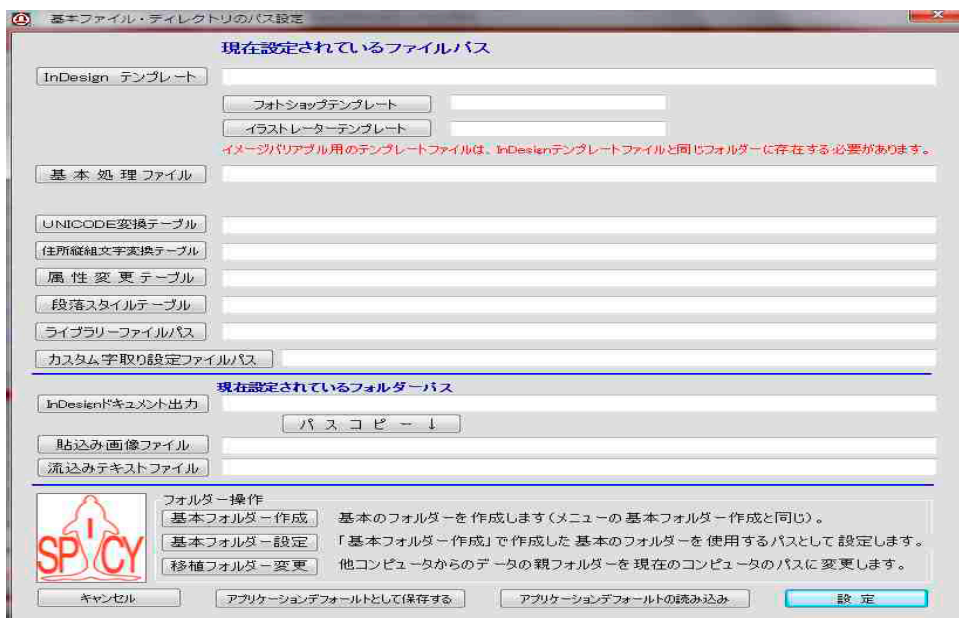 基本ファイル・ディレクトリのパス設定
現在設定されているファイルパス
InDesign テンプレート
フォトショップテンプレート
イラストレーターテンプレート
イメージバリアブル用のテンプレートファイルは、InDesignテンプレートファイルと同じフォルダーに存在する必要があります。
基 本 処 理 ファイル
UNICODE変換テーブル
住所縦組文字変換テーブル
属 性 変 更 テーブル
段落スタイルテーブル
ライブラリーファイルパス
カスタム字取り設定ファイルパス
現在設定されているフォルダーパス
InDesignドキュメント出力
パ ス コ ピ ー ↓
貼込み画像ファイル
流込みテキストファイル
フォルダー操作
基本フォルダー作成 基本のフォルダーを作成します(メニューの基本フォルダー作成と同じ)。
基本フォルダー設定 「基本フォルダー作成」で作成した基本のフォルダーを使用するパスとして設定します。
移植フォルダー変更 他コンピュータからのデータの親フォルダーを現在のコンピュータのパスに変更します。
SPICY
キャンセル アプリケーションデフォールトとして保存する アプリケーションデフォールトの読み込み 設 定